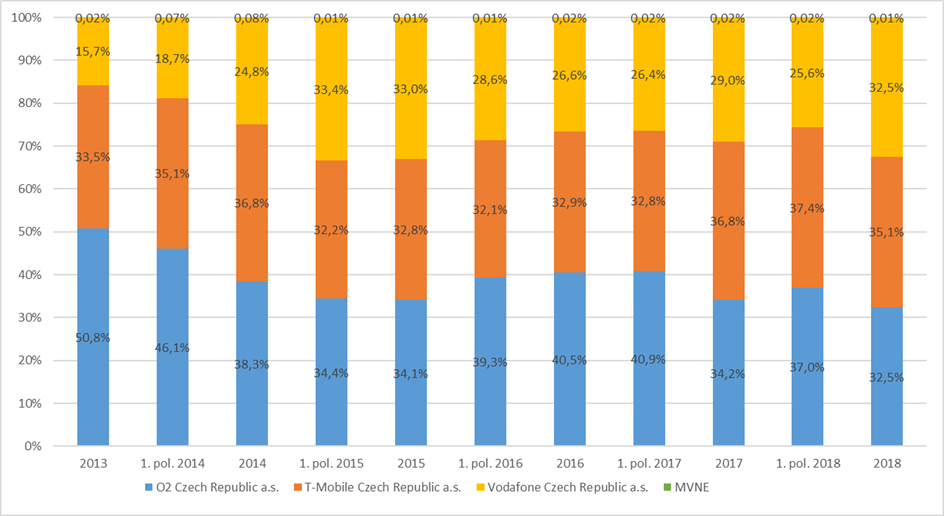 100%
90%
80%
70%
60%
50%
40%
30%
20%
10%
0%
0,02% 0,07% 0,08% 0,01% 0,01% 0,01% 0,02% 0,02% 0,02% 0,02% 0,01%
15,7% 18,7% 24,8% 33,4% 33,0% 28,6% 26,6% 26,4% 29,0% 25,6% 32,5%
33,5% 35,1% 36,8% 32,2% 32,8% 32,1% 32,9% 32,8% 36,8% 37,4% 35,1%
50,8% 46,1% 38,3% 34,4% 34,1% 39,3% 40,5% 40,9% 34,2% 37,0% 32,5%
2013 1. pol. 2014 2014 1. pol. 2015 2015 1. pol. 2016 2016 1. pol. 2017 2017 1. pol. 2018 2018
O2 Czech Republic a.s. T-Mobile Czech Republic a.s. Vodafone Czech Republic a.s. MVNE